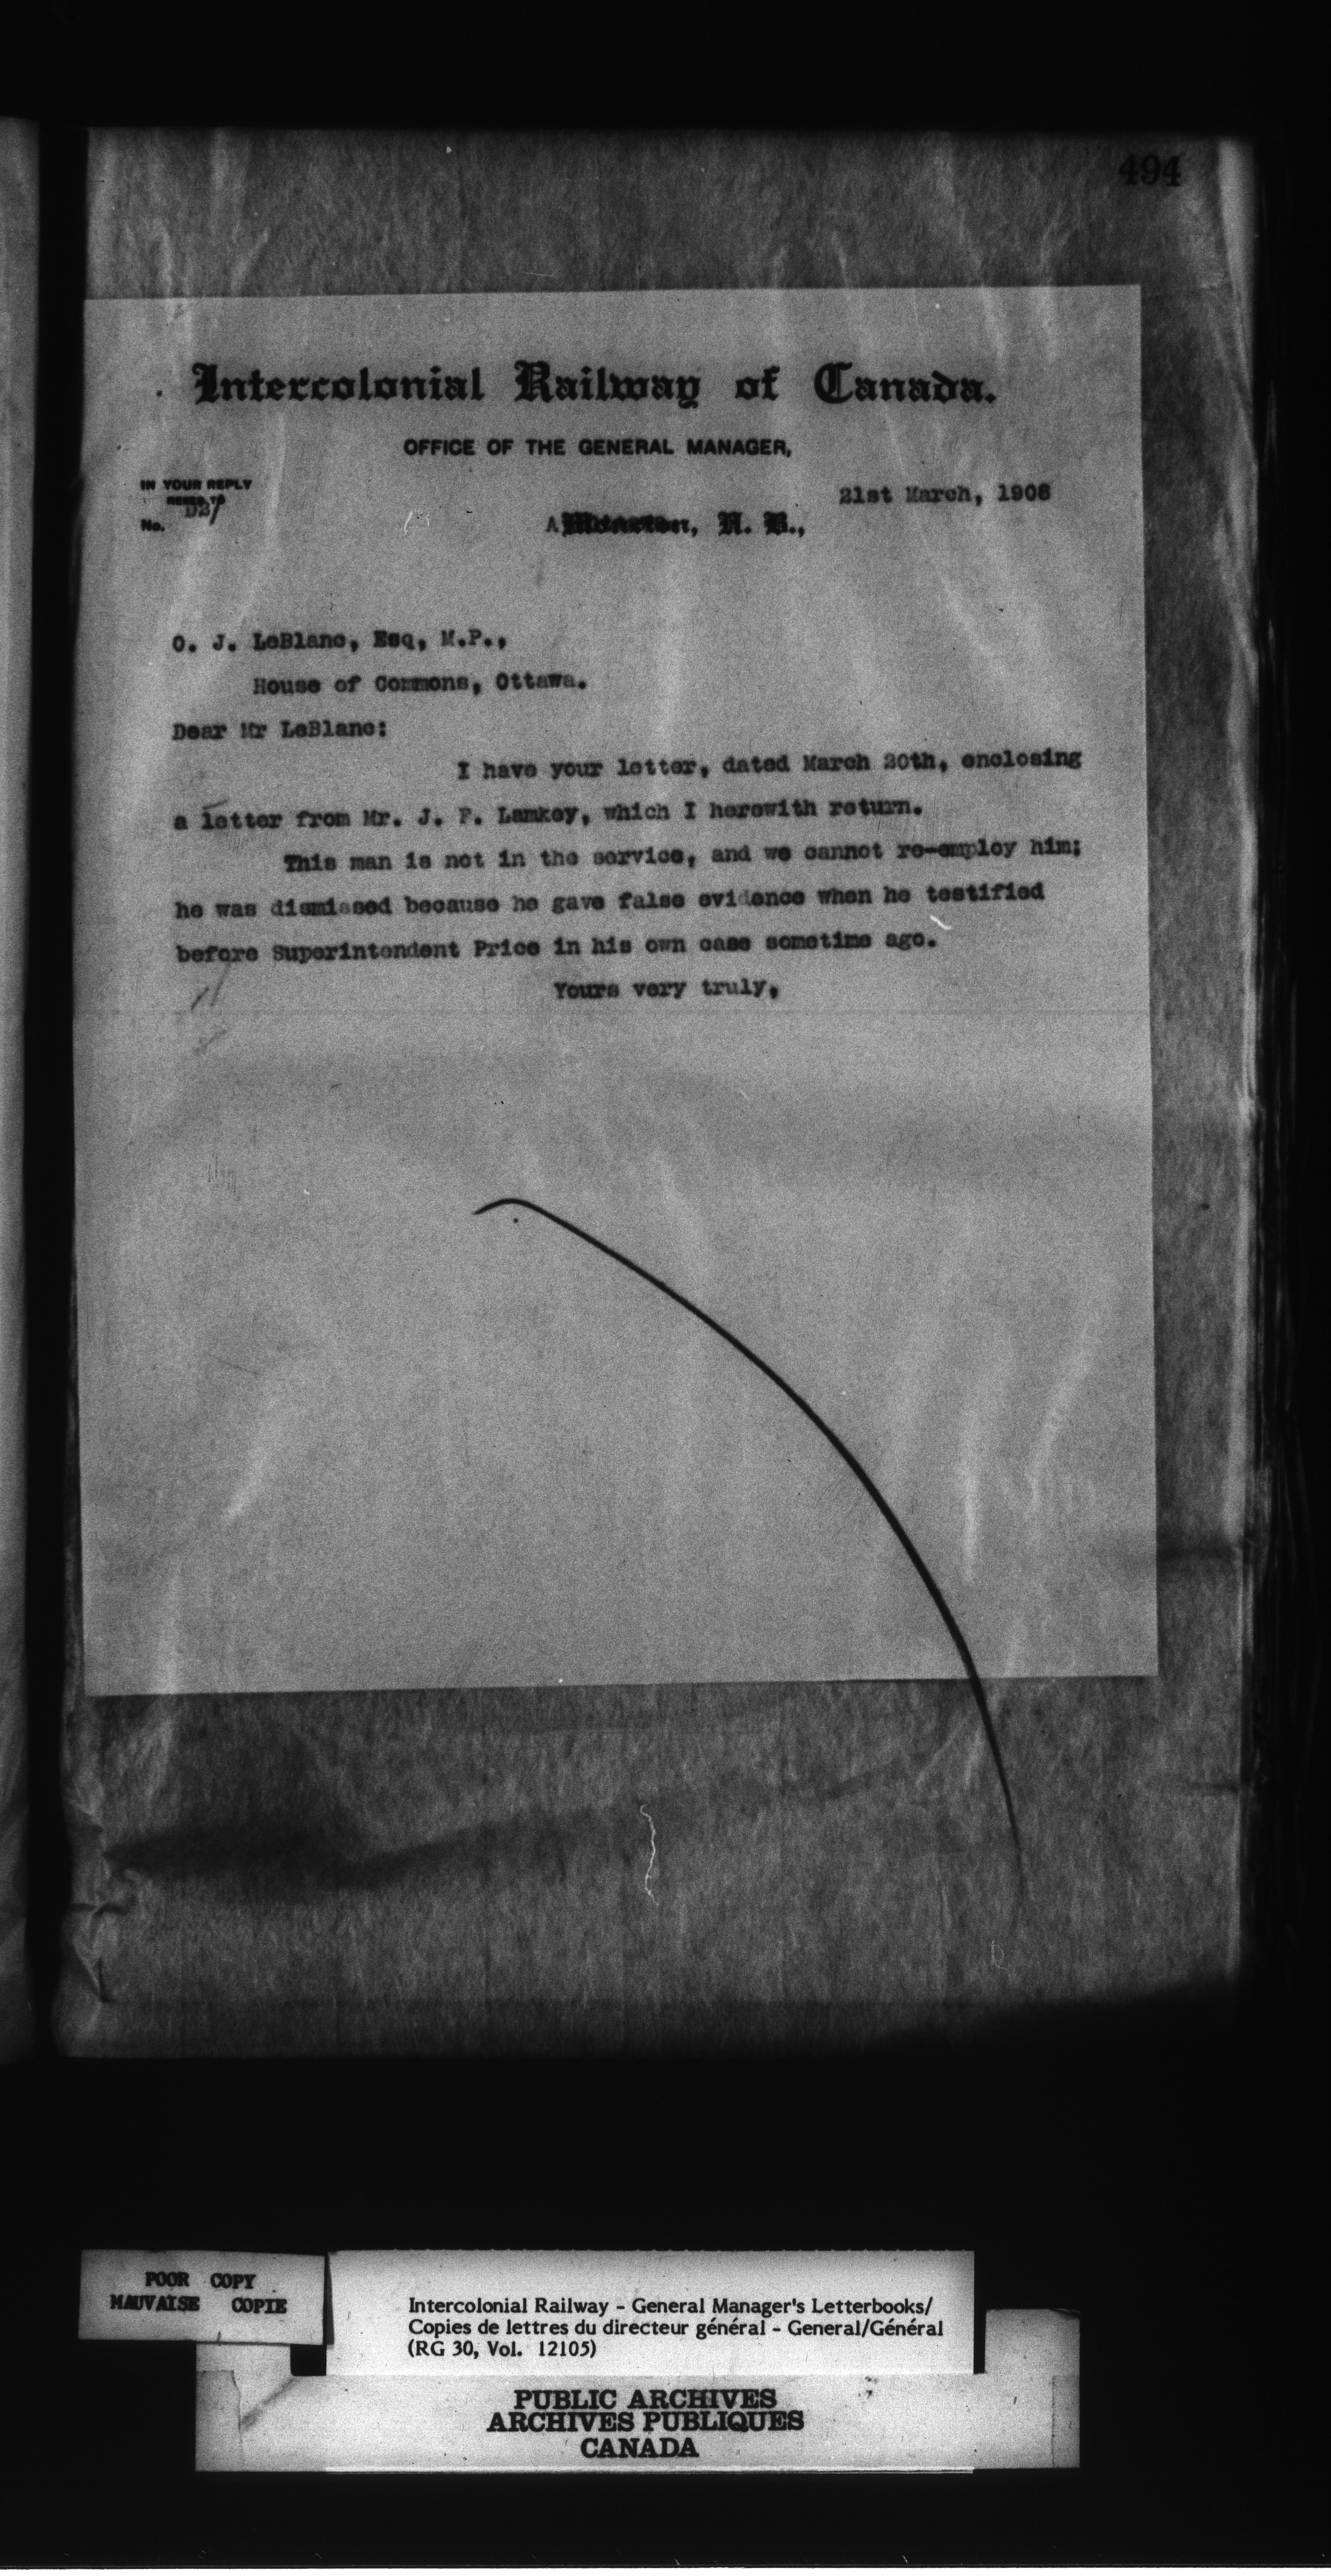 494
Intercolonial Railway of Canada.
OFFICE OF THE GENERAL MANAGER,
IN YOUR REPLY
REFER TO
No.
21st March, 1908
Moncton, N. B.,
O. J. LeBlanc, Esq, M.P.,
House of Commons, Ottawa.
Dear Mr LeBlanc:
I have your letter, dated March 20th, enclosing
a letter from Mr. J. F. Lamkey, which I herewith return.
This man is not in the service, and we cannot re-employ him;
he was dismissed because he gave false evidence when he testified
before Superintendent Price in his own case sometime ago.
Yours very truly,
POOR COPY
MAUVAISE COPIE
Intercolonial Railway - General Manager's Letterbooks/
Copies de lettres du directeur général - General/Général
(RG 30, Vol. 12105)
PUBLIC ARCHIVES
ARCHIVES PUBLIQUES
CANADA